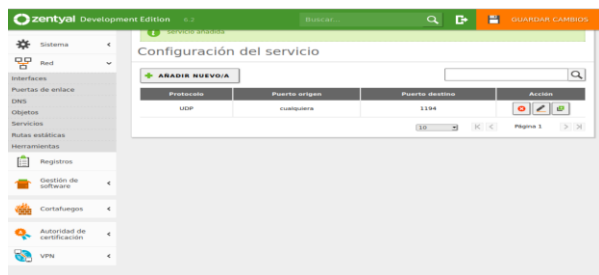 zentyal Development Edition 6.2
Buscar...
GUARDAR CAMBIOS
Servicio añadida
Configuración del servicio
AÑADIR NUEVO/A
Protocolo Puerto origen Puerto destino Acción
UDP cualquiera 1194
10 Página 1
Sistema
Red
Interfaces
Puertas de enlace
DNS
Objetos
Servicios
Rutas estáticas
Herramientas
Registros
Gestión de
software
Cortafuegos
Autoridad de
certificación
VPN